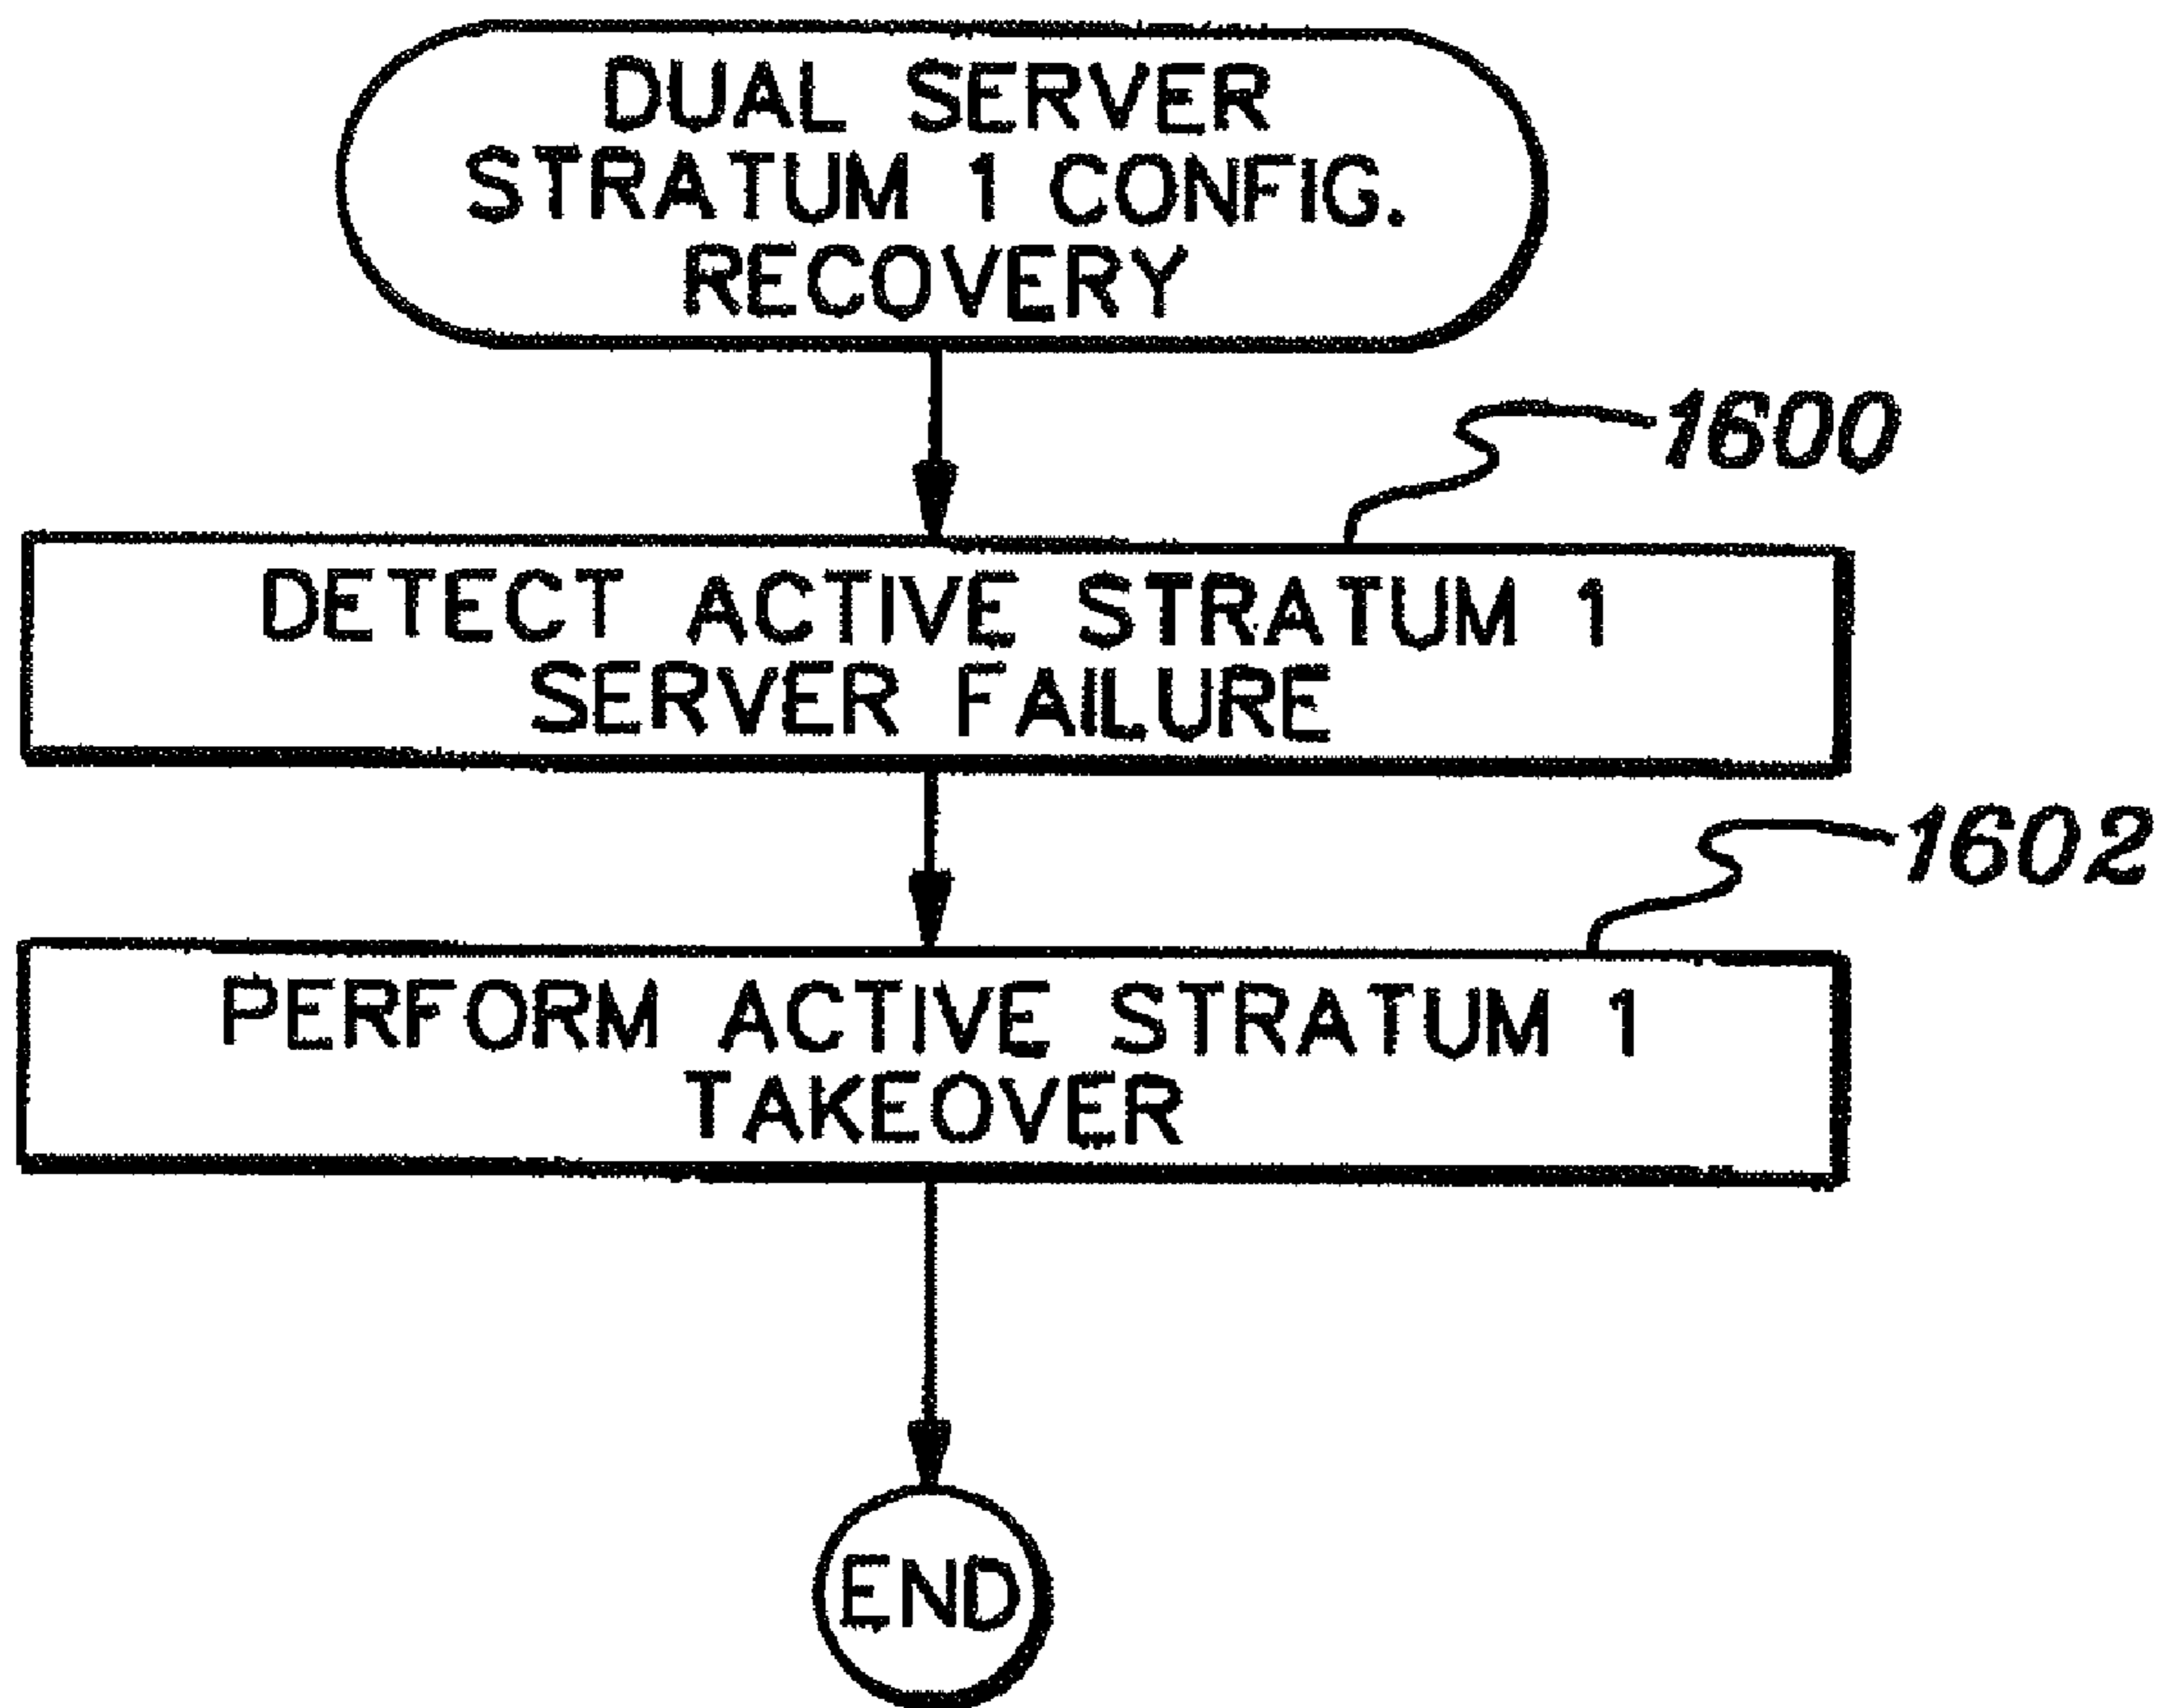 DUAL SERVER
STRATUM 1 CONFIG.
RECOVERY
1600
DETECT ACTIVE STRATUM 1
SERVER FAILURE
1602
PERFORM ACTIVE STRATUM 1
TAKEOVER
END